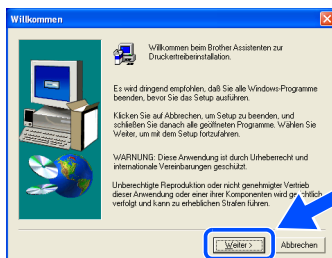 Willkommen
Willkommen beim Brother Assistenten zur
Druckertreiberinstallation.
Es wird dringend empfohlen, daß Sie alle Windows-Programme
beenden, bevor Sie das Setup ausführen.
Klicken Sie auf Abbrechen, um Setup zu beenden, und
schließen Sie danach alle geöffneten Programme. Wählen Sie
Weiter, um mit dem Setup fortzufahren.
WARNUNG: Diese Anwendung ist durch Urheberrecht und
internationale Vereinbarungen geschützt.
Unberechtigte Reproduktion oder nicht genehmigter Vertrieb
dieser Anwendung oder einer ihrer Komponenten wird gerichtlich
verfolgt und kann zu erheblichen Strafen führen.
Weiter >
Abbrechen